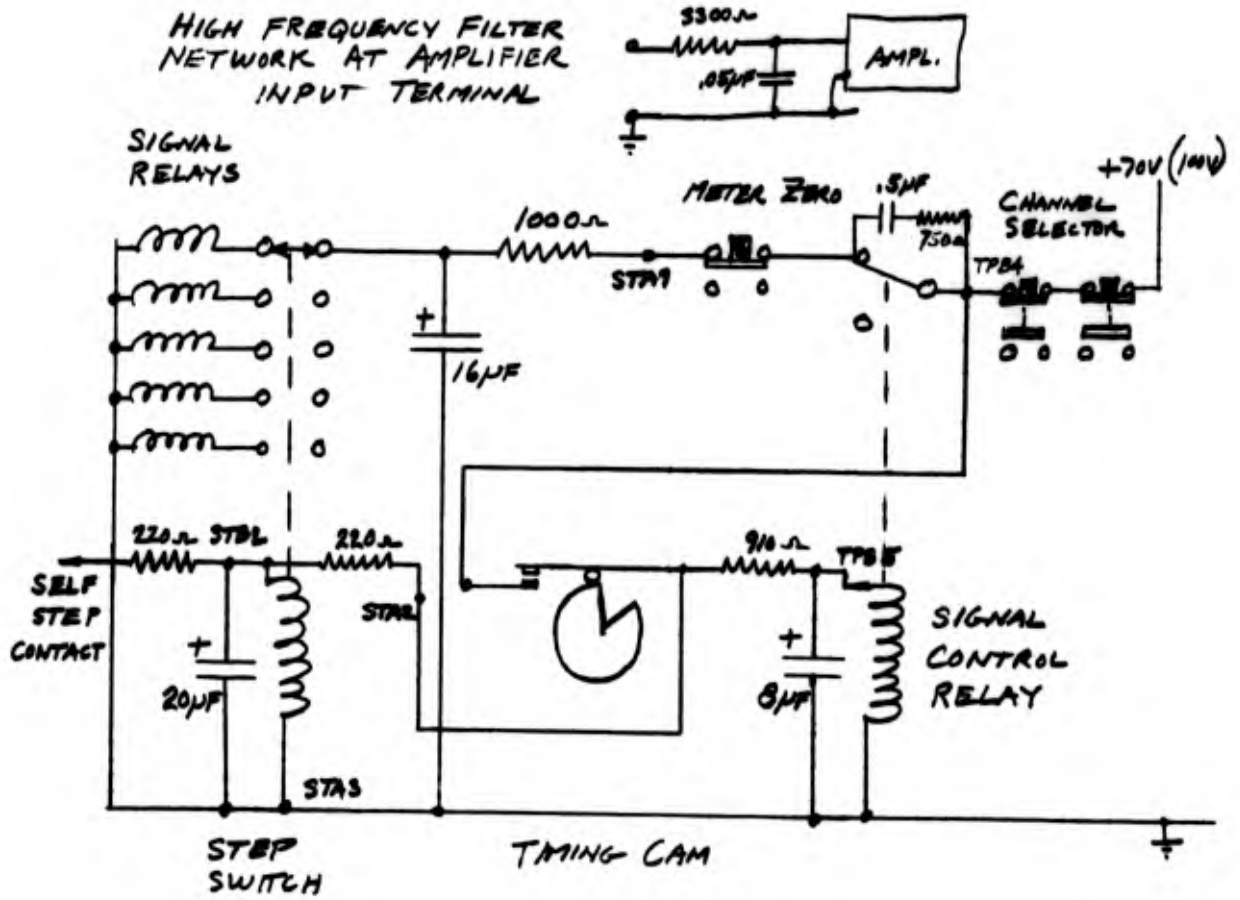 HIGH FREQUENCY FILTER
NETWORK AT AMPLIFIER
INPUT TERMINAL
3300Ω
.05µF
AMPL.
SIGNAL
RELAYS
+70V (100V)
METER ZERO
.5µF
750Ω
CHANNEL
SELECTOR
1000Ω
STA9
TPB4
+
16µF
220Ω
STB2
220Ω
910Ω
TPB5
SELF
STEP
CONTACT
STA2
+
20µF
+
8µF
SIGNAL
CONTROL
RELAY
STA3
STEP
SWITCH
TIMING CAM